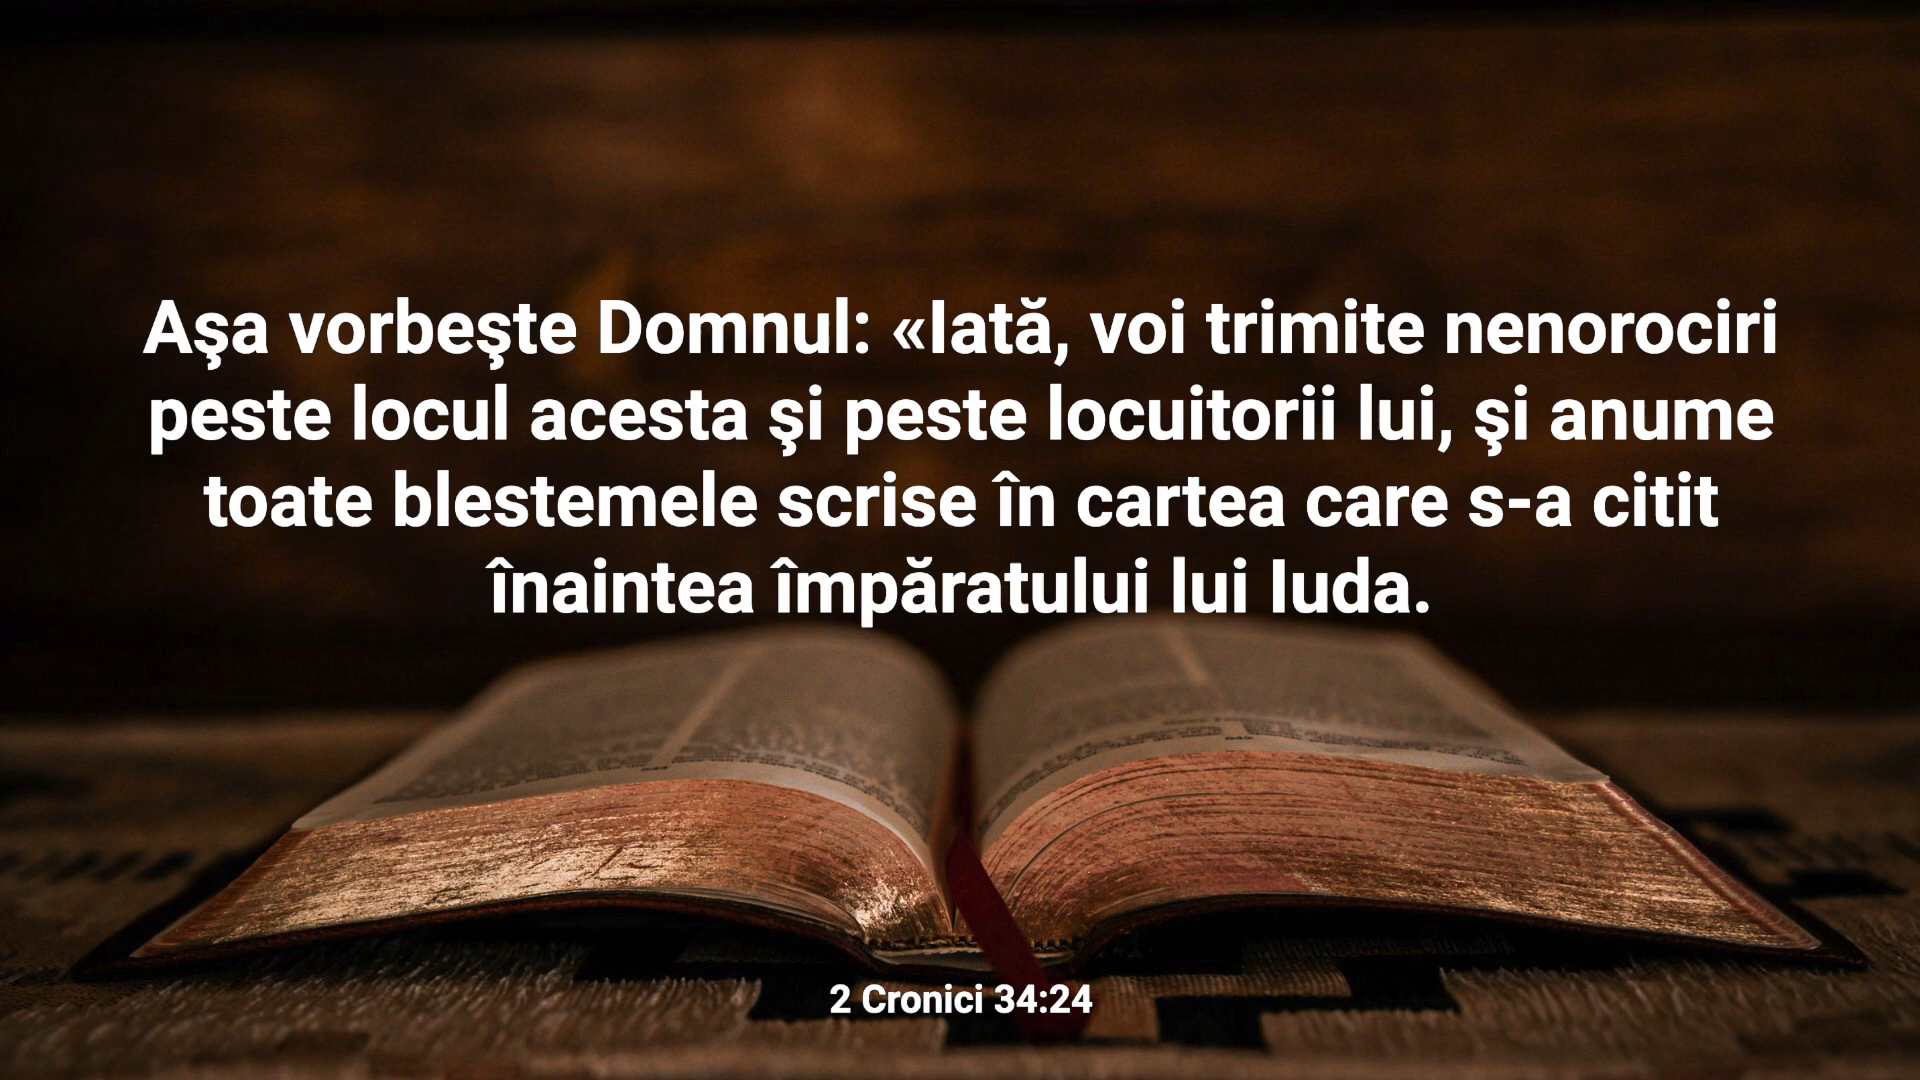 Aşa vorbeşte Domnul: «Iată, voi trimite nenorociri
peste locul acesta şi peste locuitorii lui, şi anume
toate blestemele scrise în cartea care s-a citit
înaintea împăratului lui Iuda.
2 Cronici 34:24